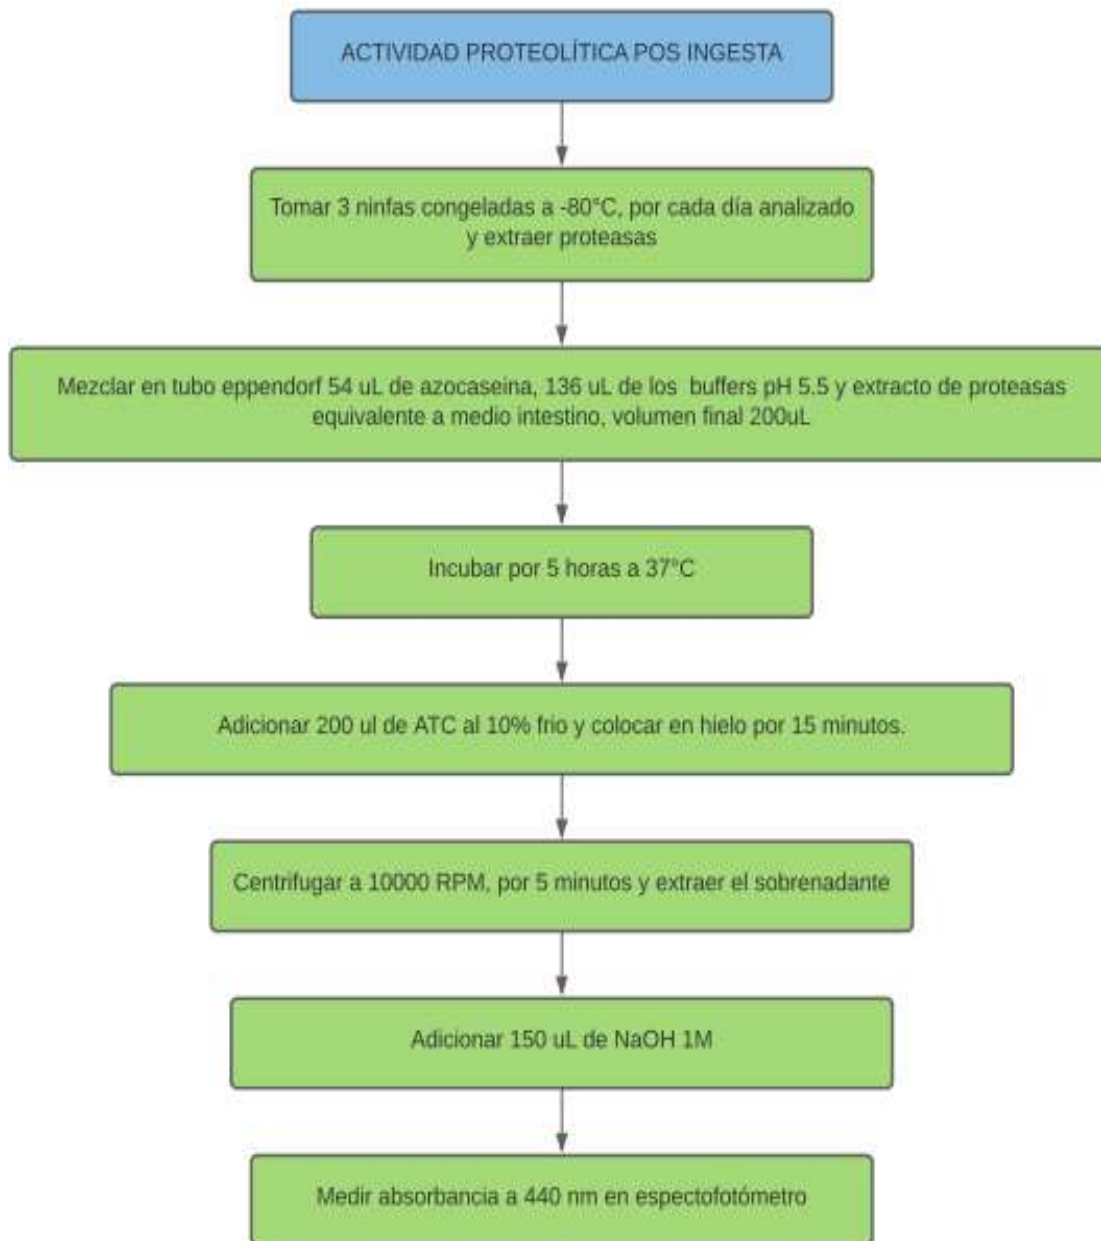 ACTIVIDAD PROTEOLÍTICA POS INGESTA
Tomar 3 ninfas congeladas a -80°C, por cada día analizado
y extraer proteasas
Mezclar en tubo eppendorf 54 uL de azocaseina, 136 uL de los buffers pH 5.5 y extracto de proteasas
equivalente a medio intestino, volumen final 200uL
Incubar por 5 horas a 37°C
Adicionar 200 ul de ATC al 10% frio y colocar en hielo por 15 minutos.
Centrifugar a 10000 RPM, por 5 minutos y extraer el sobrenadante
Adicionar 150 uL de NaOH 1M
Medir absorbancia a 440 nm en espectofotómetro